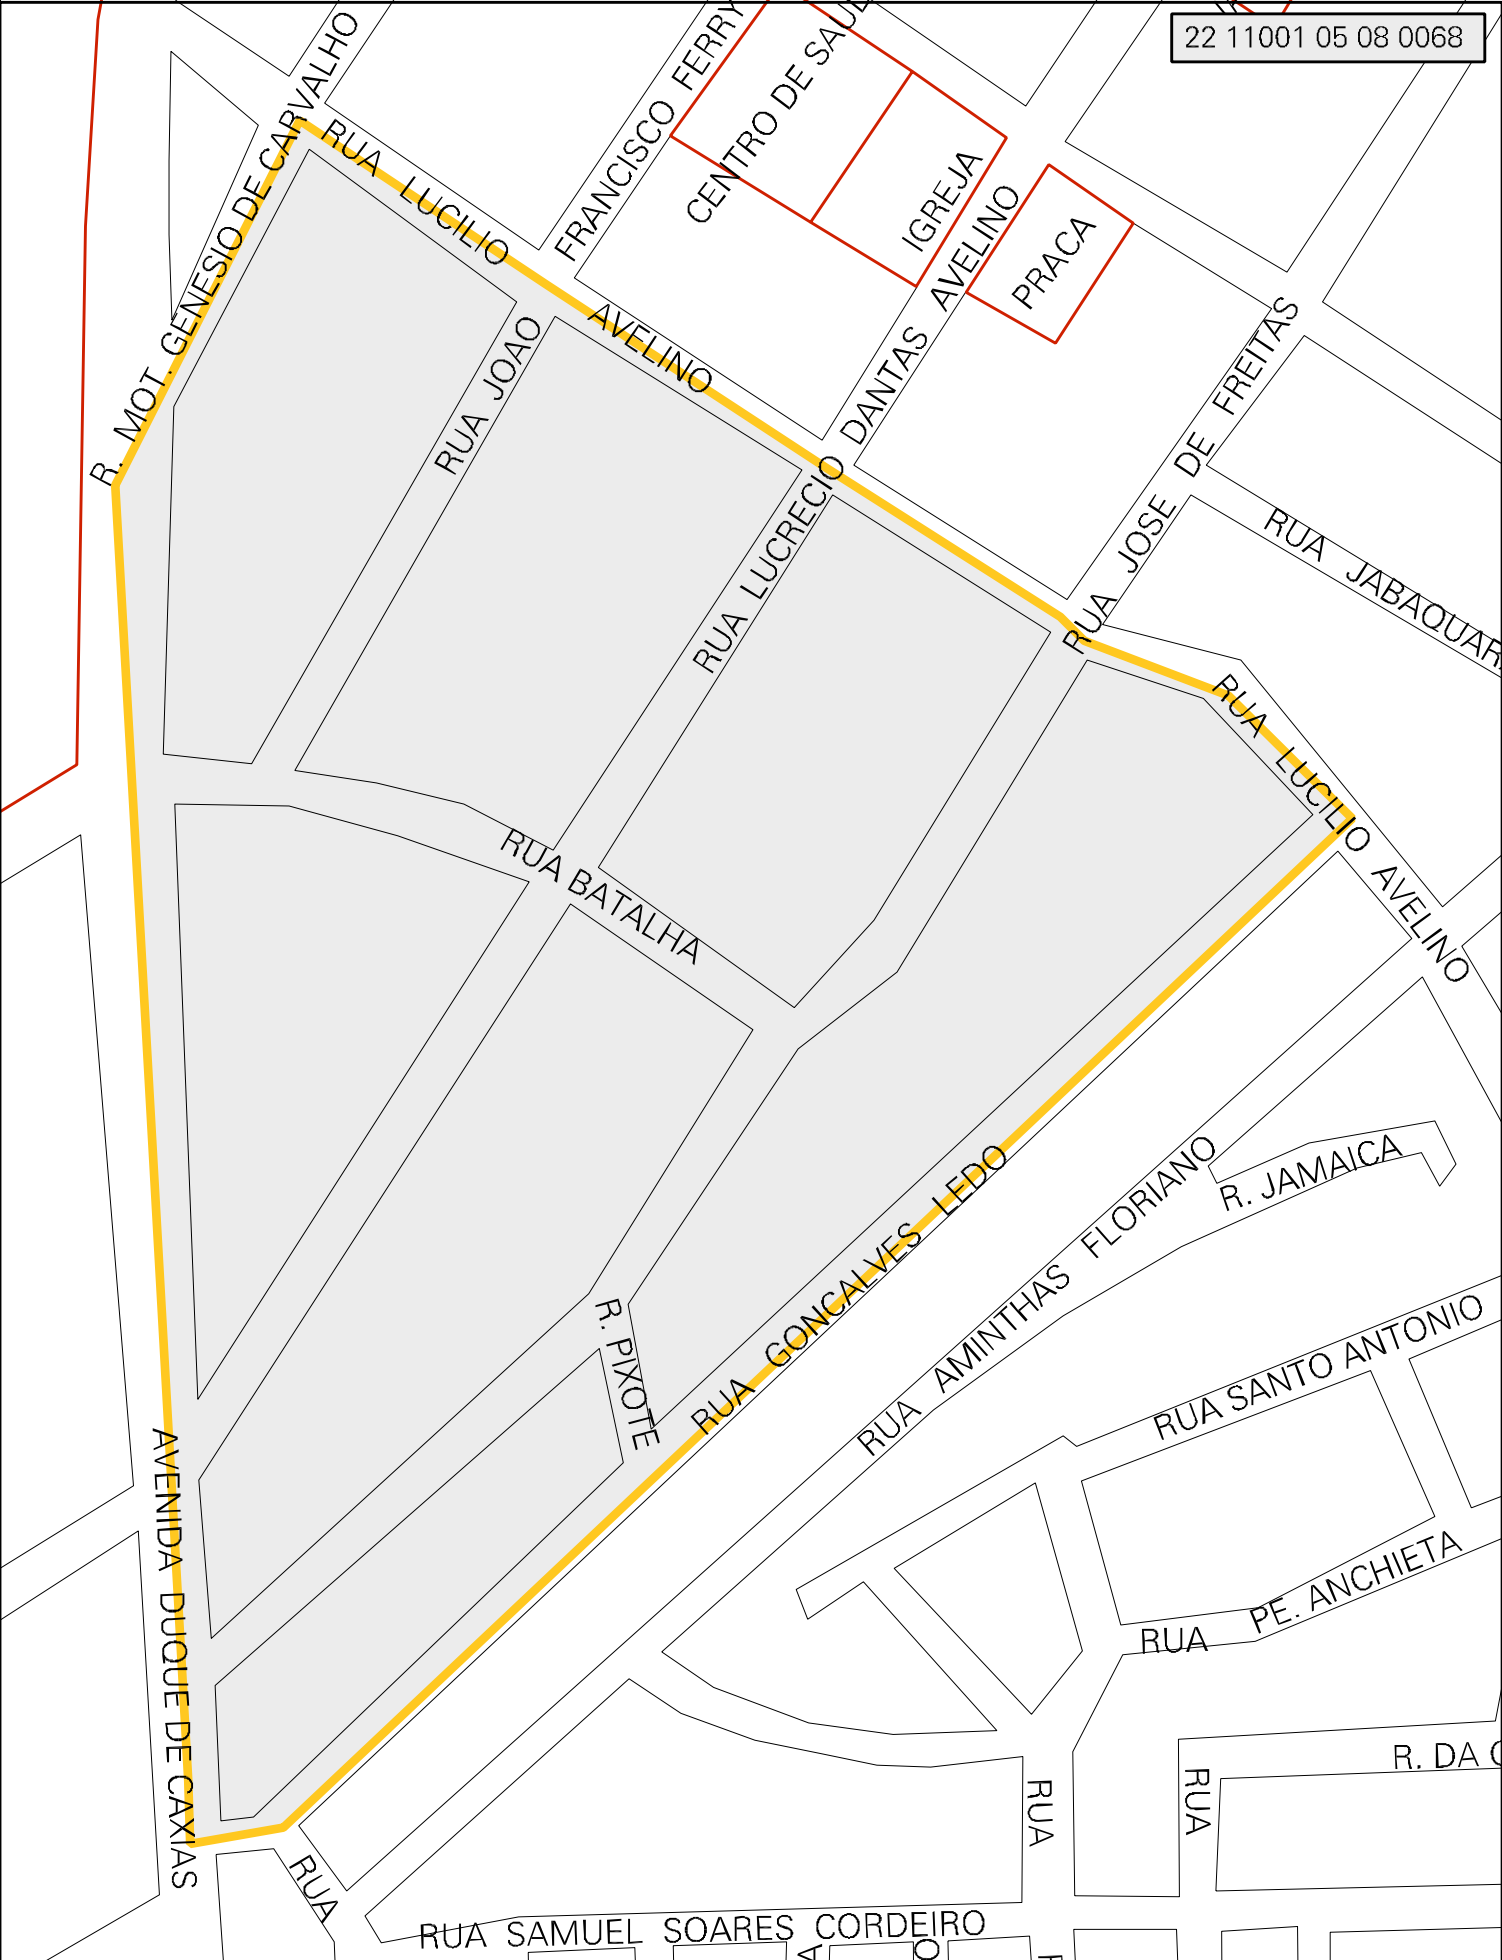 22 11001 05 08 0068
R. MOT. GENESIO DE CARVALHO
RUA LUCILIO AVELINO
FRANCISCO FERRY
CENTRO DE SAUD
IGREJA
PRACA
RUA JOAO
RUA LUCRECIO DANTAS AVELINO
RUA JOSE DE FREITAS
RUA JABAQUAR
RUA LUCILIO AVELINO
RUA BATALHA
R. PIXOTE
RUA GONCALVES LEDO
RUA AMINTHAS FLORIANO
R. JAMAICA
RUA SANTO ANTONIO
RUA PE. ANCHIETA
AVENIDA DUQUE DE CAXIAS
RUA
RUA
RUA
R. DA
RUA SAMUEL SOARES CORDEIRO